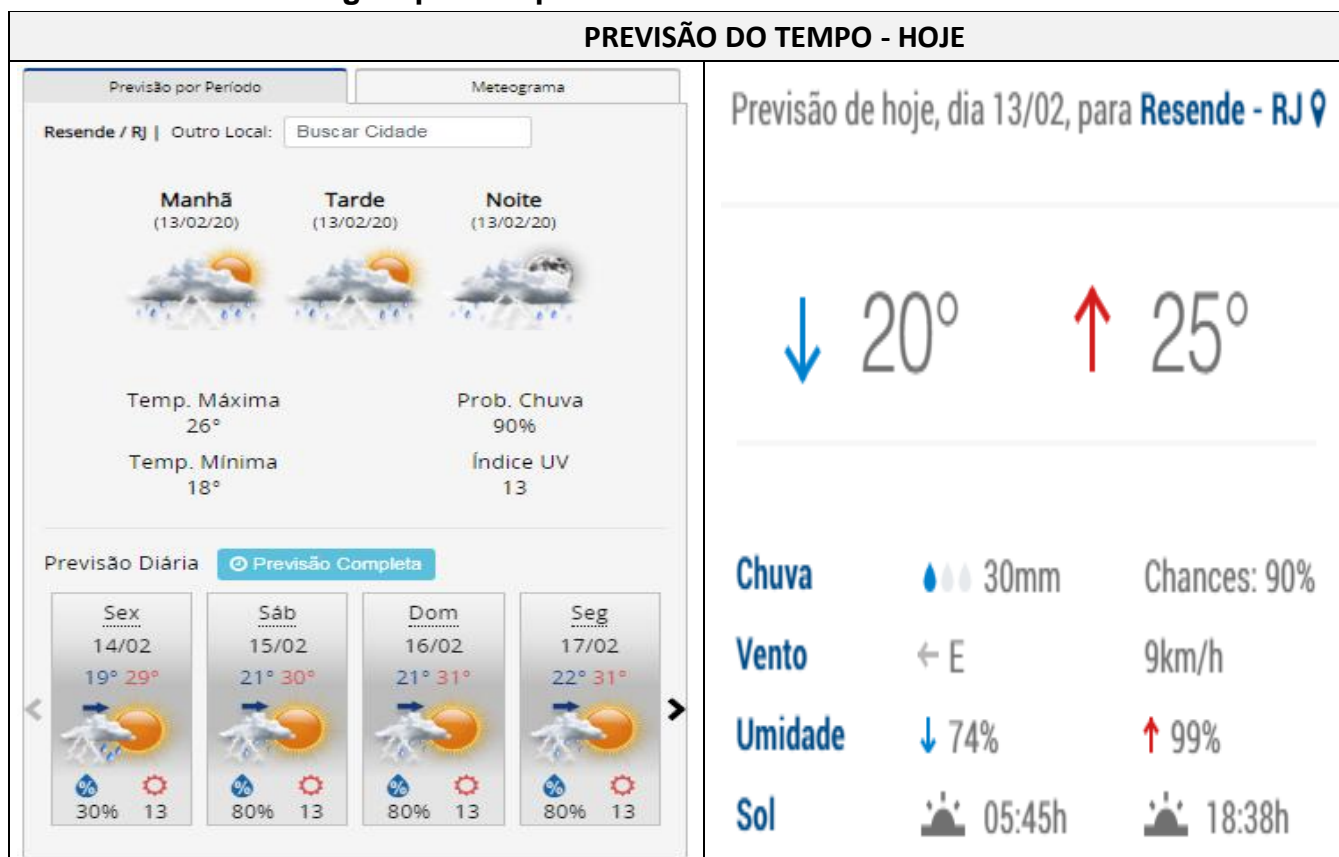 PREVISÃO DO TEMPO - HOJE
Previsão por Período
Meteograma
Resende / RJ | Outro Local: Buscar Cidade
Manhã Tarde Noite
(13/02/20) (13/02/20) (13/02/20)
Temp. Máxima Prob. Chuva
26° 90%
Temp. Mínima Índice UV
18° 13
Previsão Diária Previsão Completa
Sex Sáb Dom Seg
14/02 15/02 16/02 17/02
19° 29° 21° 30° 21° 31° 22° 31°
% % % %
30% 13 80% 13 80% 13 80% 13
Previsão de hoje, dia 13/02, para Resende - RJ
↓ 20° ↑ 25°
Chuva 30mm Chances: 90%
Vento ← E 9km/h
Umidade ↓ 74% ↑ 99%
Sol 05:45h 18:38h